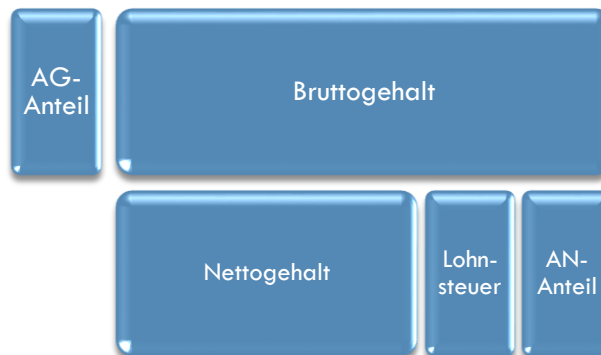 AG-
Anteil
Bruttogehalt
Nettogehalt
Lohn-
steuer
AN-
Anteil